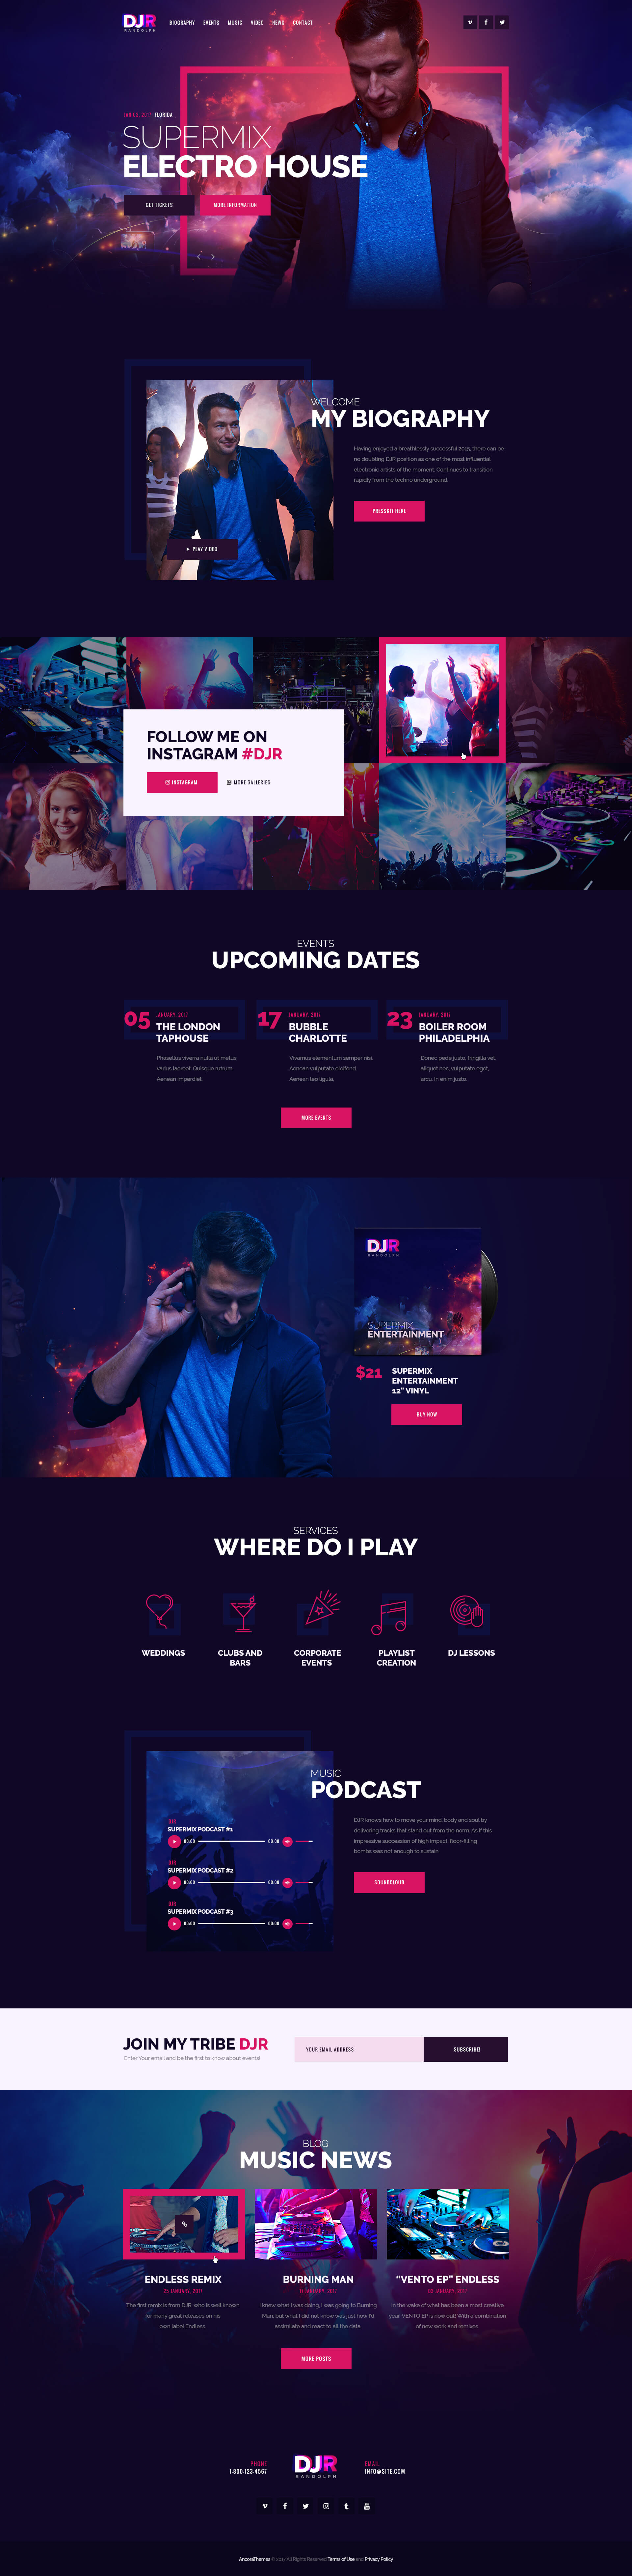 DJR
RANDOLPH
BIOGRAPHY EVENTS MUSIC VIDEO NEWS CONTACT
FLORIDA
SUPERMIX
ELECTRO HOUSE
GET TICKETS
MORE INFORMATION
WELCOME
MY BIOGRAPHY
Having enjoyed a breathlessly successful 2015, there can be
no doubting DJR position as one of the most influential
electronic artists of the moment. Continues to transition
rapidly from the techno underground.
PRESSKIT HERE
PLAY VIDEO
FOLLOW ME ON
INSTAGRAM #DJR
INSTAGRAM
MORE GALLERIES
EVENTS
UPCOMING DATES
05
JANUARY, 2017
THE LONDON
TAPHOUSE
Phasellus viverra nulla ut metus
varius laoreet. Quisque rutrum.
Aenean imperdiet.
17
JANUARY, 2017
BUBBLE
CHARLOTTE
Vivamus elementum semper nisi.
Aenean vulputate eleifend.
Aenean leo ligula,
23
JANUARY, 2017
BOILER ROOM
PHILADELPHIA
Donec pede justo, fringilla vel,
aliquet nec, vulputate eget,
arcu. In enim justo.
MORE EVENTS
DJR
RANDOLPH
SUPERMIX
ENTERTAINMENT
$21
SUPERMIX
ENTERTAINMENT
12" VINYL
BUY NOW
SERVICES
WHERE DO I PLAY
WEDDINGS
CLUBS AND
BARS
CORPORATE
EVENTS
PLAYLIST
CREATION
DJ LESSONS
MUSIC
PODCAST
DJR knows how to move your mind, body and soul by
delivering tracks that stand out from the norm. As if this
impressive succession of high impact, floor-filling
bombs was not enough to sustain.
SOUNDCLOUD
DJR
SUPERMIX PODCAST #1
00:00 00:00
DJR
SUPERMIX PODCAST #2
00:00 00:00
DJR
SUPERMIX PODCAST #3
00:00 00:00
JOIN MY TRIBE DJR
Enter Your email and be the first to know about events!
YOUR EMAIL ADDRESS
SUBSCRIBE!
BLOG
MUSIC NEWS
ENDLESS REMIX
JANUARY, 2017
The first remix is from DJR, who is well known
for many great releases on his
own label Endless.
BURNING MAN
JANUARY, 2017
I knew what I was doing, I was going to Burning
Man; but what I did not know was just how I'd
assimilate and react to all the data.
“VENTO EP” ENDLESS
JANUARY, 2017
In the wake of what has been a most creative
year, VENTO EP is now out! With a combination
of new work and remixes.
MORE POSTS
PHONE
1-800-123-4567
DJR
RANDOLPH
EMAIL
INFO@SITE.COM
AncoraThemes © 2017 All Rights Reserved Terms of Use and Privacy Policy